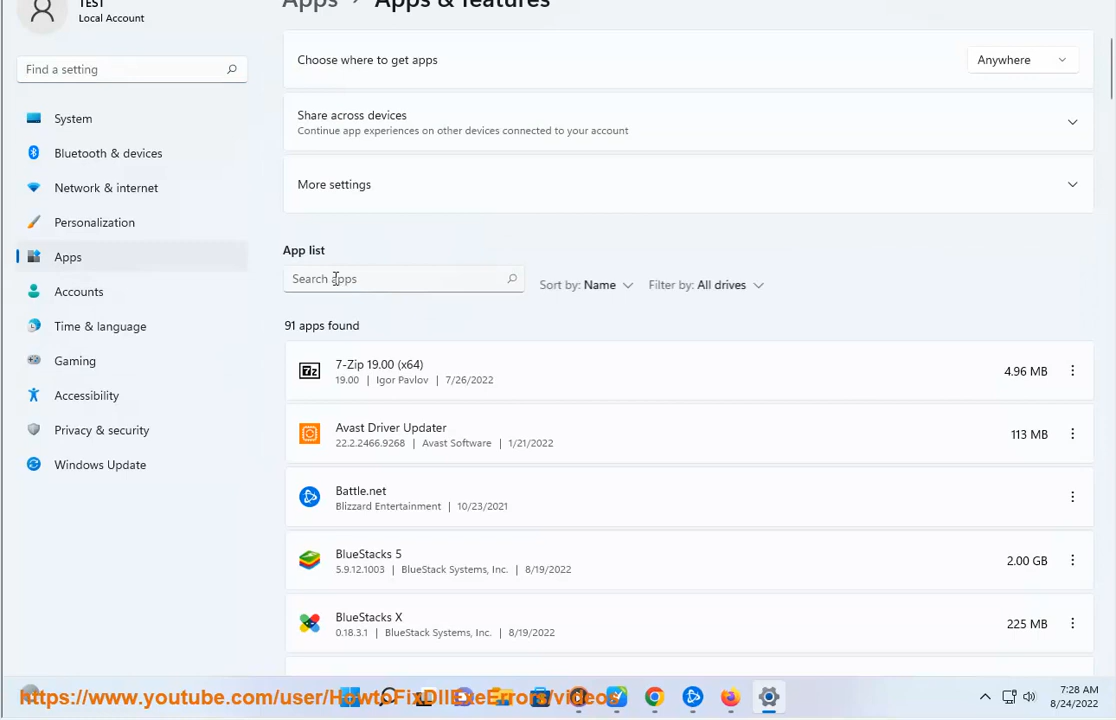 TEST
Local Account
Apps > Apps & features
Find a setting
System
Bluetooth & devices
Network & internet
Personalization
Apps
Accounts
Time & language
Gaming
Accessibility
Privacy & security
Windows Update
Choose where to get apps
Anywhere
Share across devices
Continue app experiences on other devices connected to your account
More settings
App list
Search apps
Sort by: Name
Filter by: All drives
91 apps found
7-Zip 19.00 (x64)
19.00 | Igor Pavlov | 7/26/2022
4.96 MB
Avast Driver Updater
22.2.2466.9268 | Avast Software | 1/21/2022
113 MB
Battle.net
Blizzard Entertainment | 10/23/2021
BlueStacks 5
5.9.12.1003 | BlueStack Systems, Inc. | 8/19/2022
2.00 GB
BlueStacks X
0.18.3.1 | BlueStack Systems, Inc. | 8/19/2022
225 MB
https://www.youtube.com/user/HowtoFixDllExeErrors/videos
7:28 AM
8/24/2022